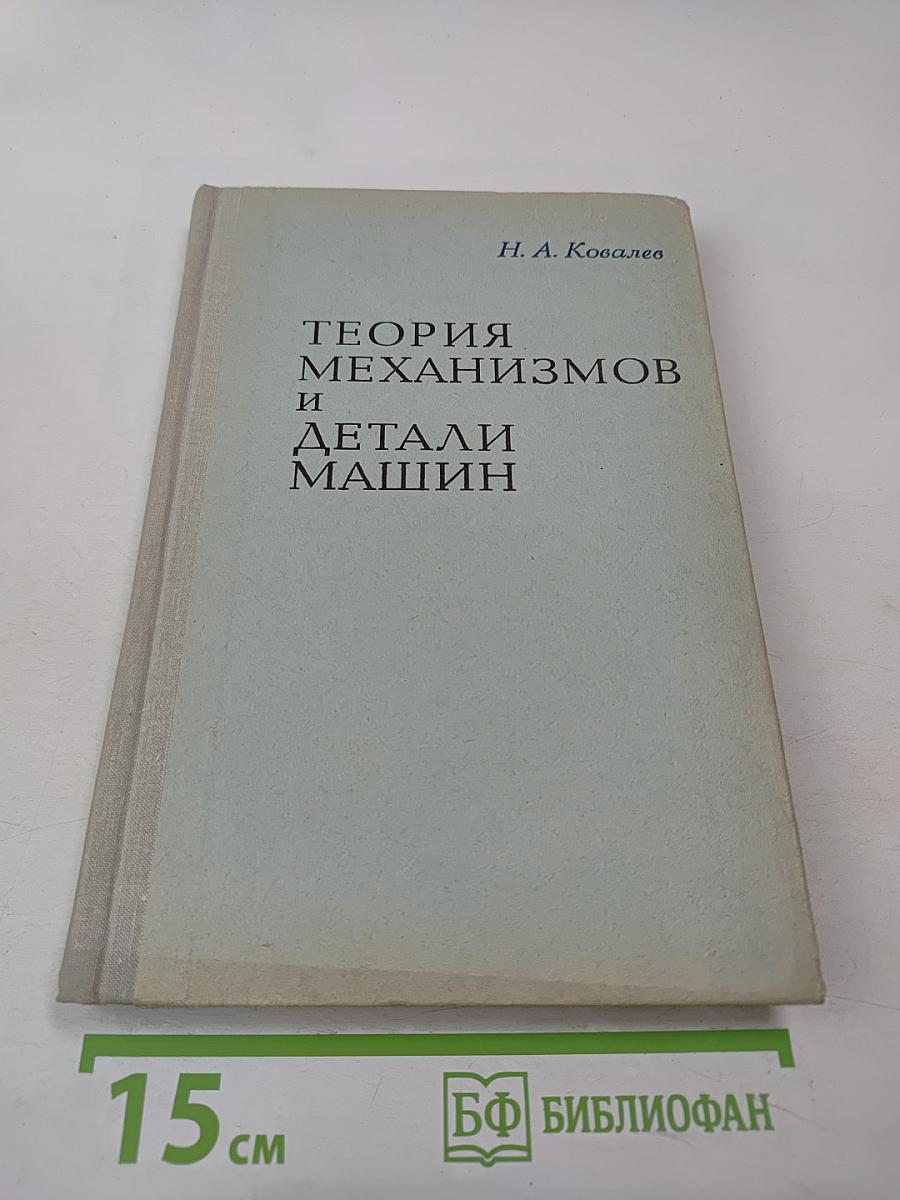 Н. А. Ковалев
ТЕОРИЯ
МЕХАНИЗМОВ
и
ДЕТАЛИ
МАШИН
15 см
БФ БИБЛИОФАН